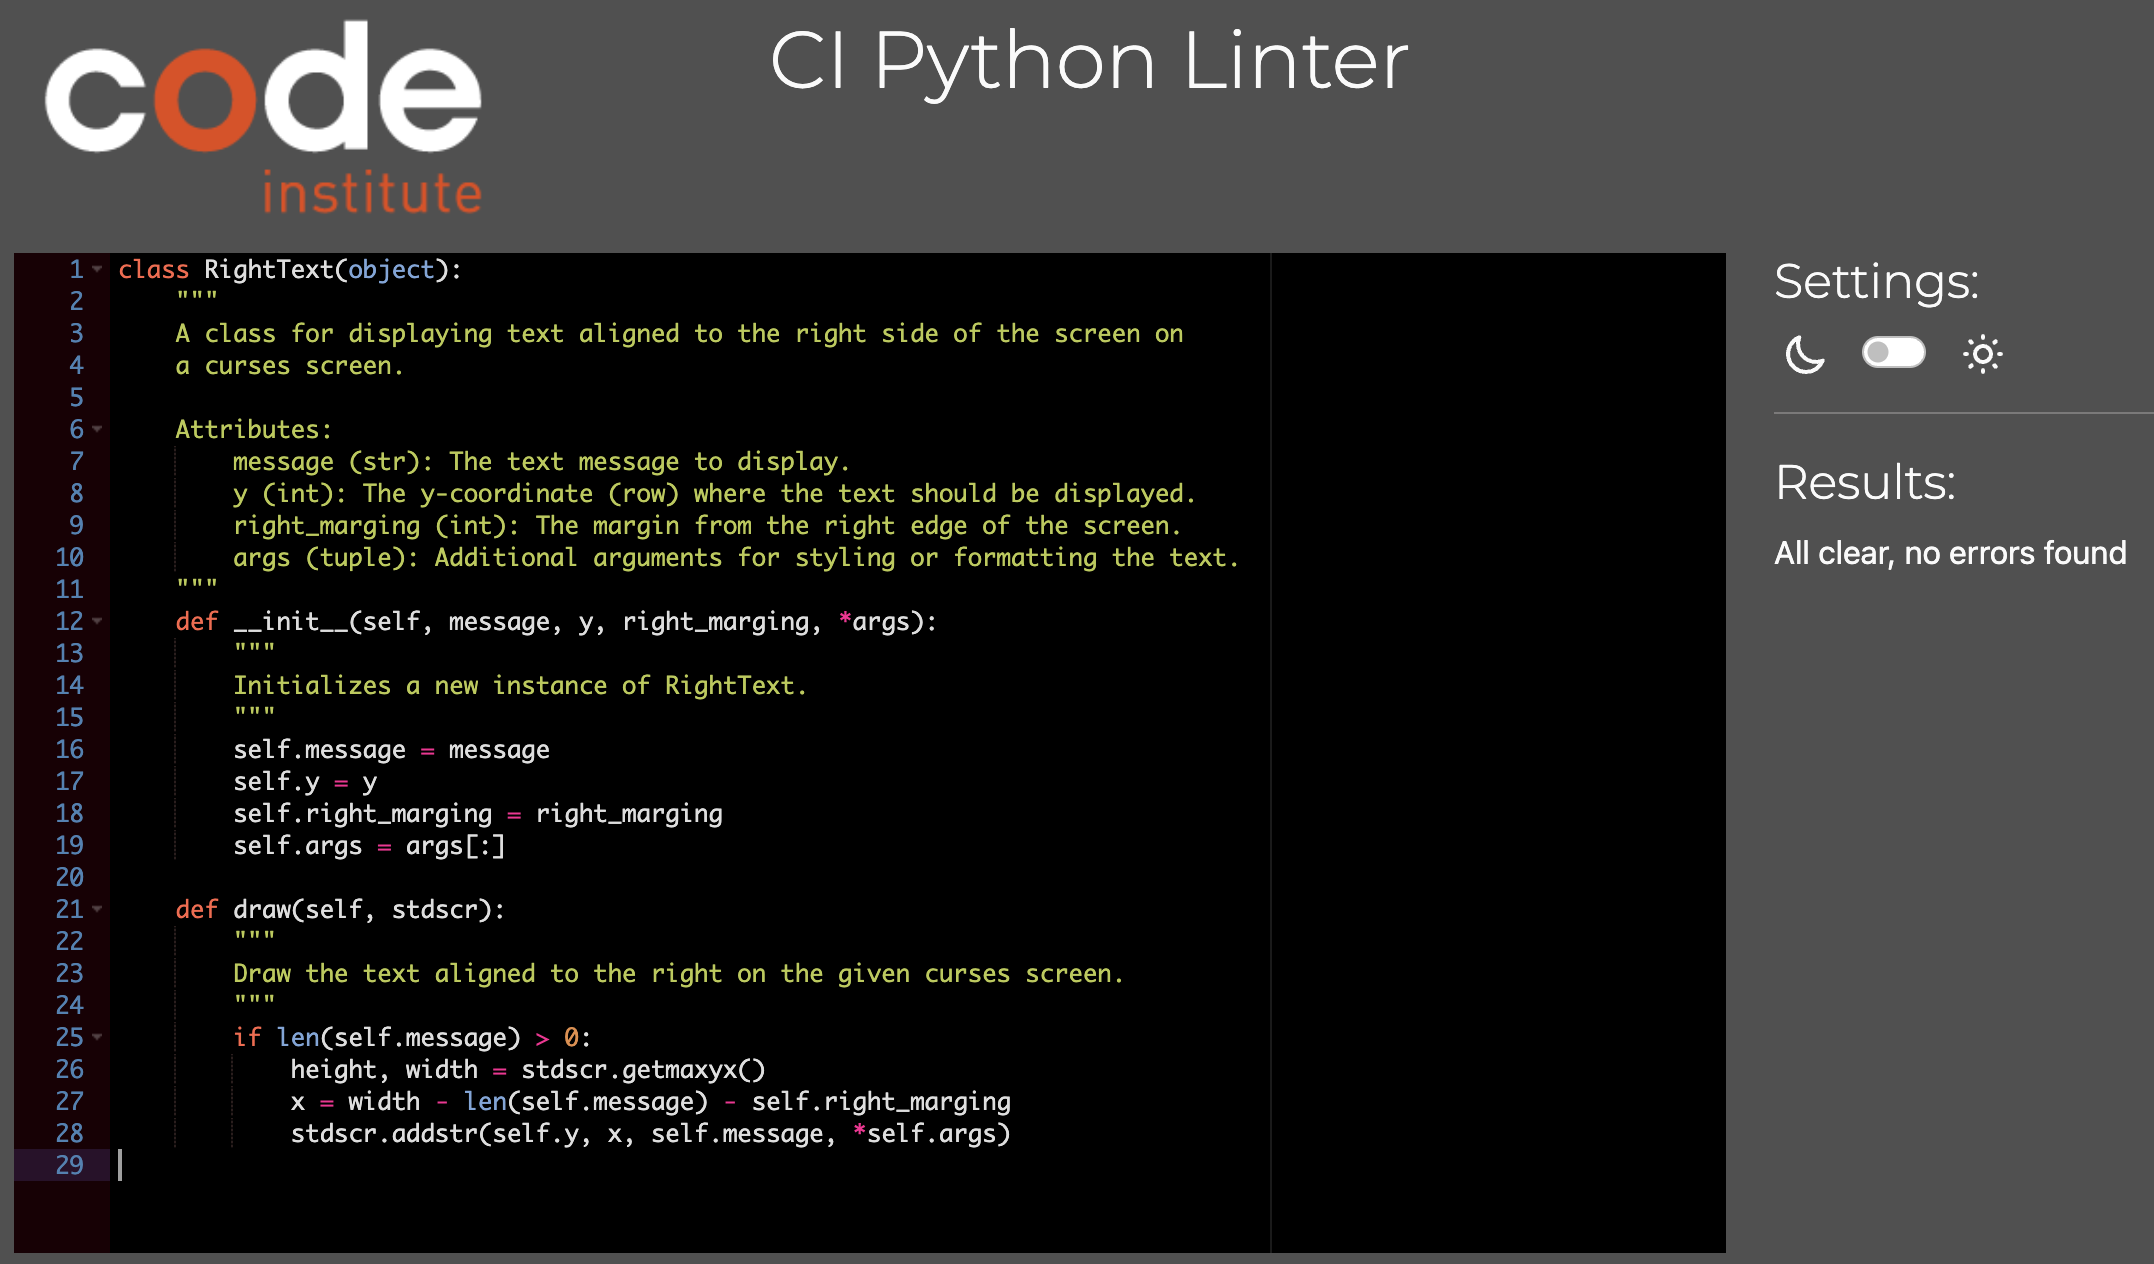 code
institute
CI Python Linter
1 class RightText(object):
2     """
3     A class for displaying text aligned to the right side of the screen on
4     a curses screen.
5
6     Attributes:
7         message (str): The text message to display.
8         y (int): The y-coordinate (row) where the text should be displayed.
9         right_marging (int): The margin from the right edge of the screen.
10         args (tuple): Additional arguments for styling or formatting the text.
11     """
12     def __init__(self, message, y, right_marging, *args):
13         """
14         Initializes a new instance of RightText.
15         """
16         self.message = message
17         self.y = y
18         self.right_marging = right_marging
19         self.args = args[:]
20
21     def draw(self, stdscr):
22         """
23         Draw the text aligned to the right on the given curses screen.
24         """
25         if len(self.message) > 0:
26             height, width = stdscr.getmaxyx()
27             x = width - len(self.message) - self.right_marging
28             stdscr.addstr(self.y, x, self.message, *self.args)
29
Settings:
Results:
All clear, no errors found